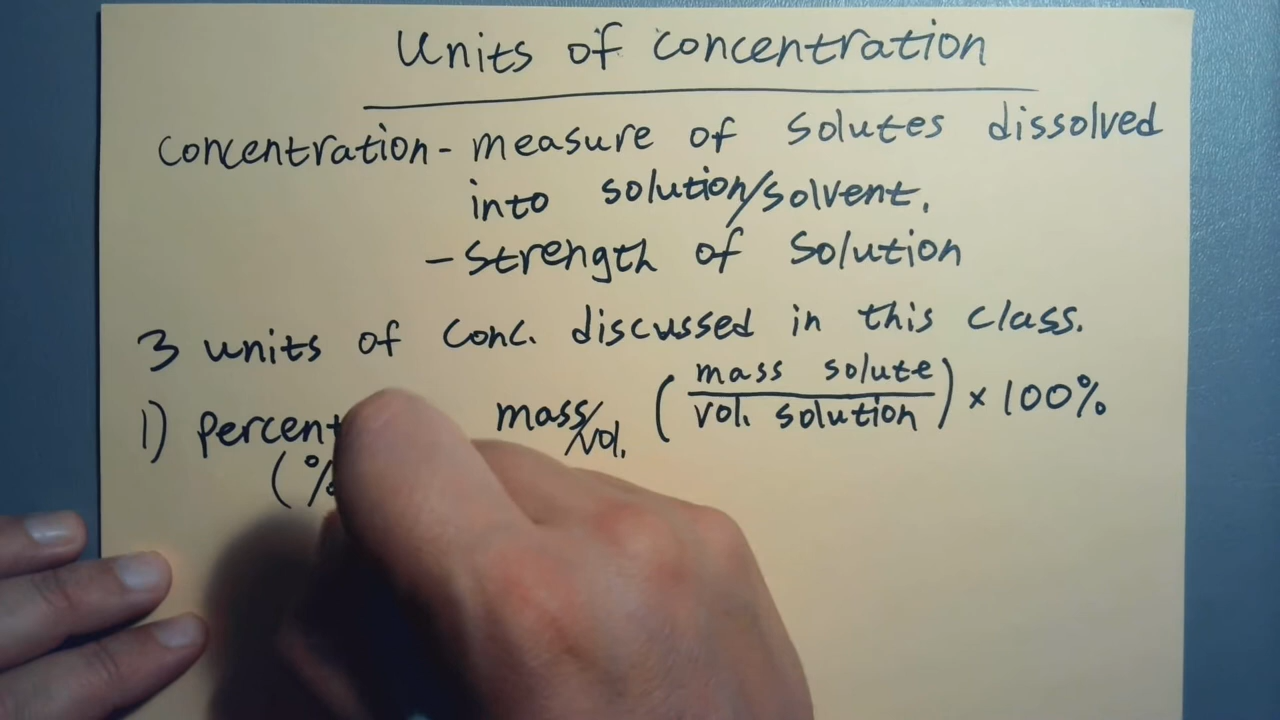 Units of concentration
concentration - measure of solutes dissolved
into solution/solvent.
- strength of solution
3 units of conc. discussed in this class.
1) percent mass/vol. (mass solute / vol. solution) × 100%
(%